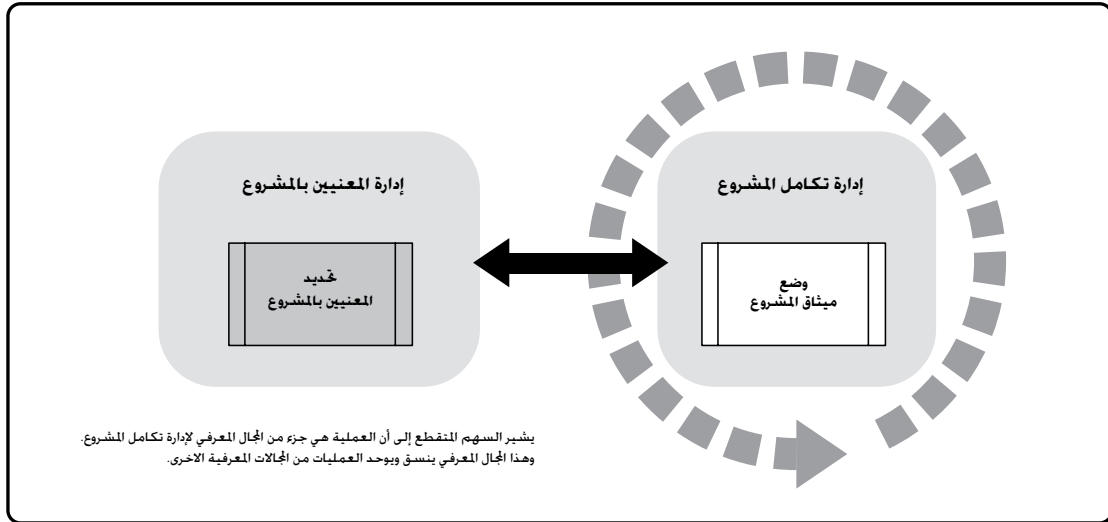 إدارة تكامل المشروع
وضع
ميثاق المشروع
إدارة المعنيين بالمشروع
تحديد
المعنيين بالمشروع
يشير السهم المتقطع إلى أن العملية هي جزء من المجال المعرفي لإدارة تكامل المشروع.
وهذا المجال المعرفي ينسق ويوحد العمليات من المجالات المعرفية الاخرى.